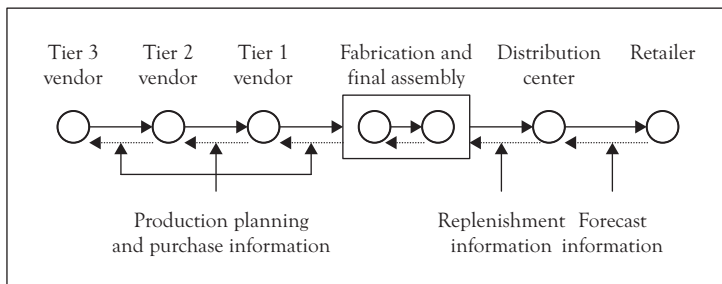 Tier 3
vendor
Tier 2
vendor
Tier 1
vendor
Fabrication and
final assembly
Distribution
center
Retailer
Production planning
and purchase information
Replenishment
information
Forecast
information